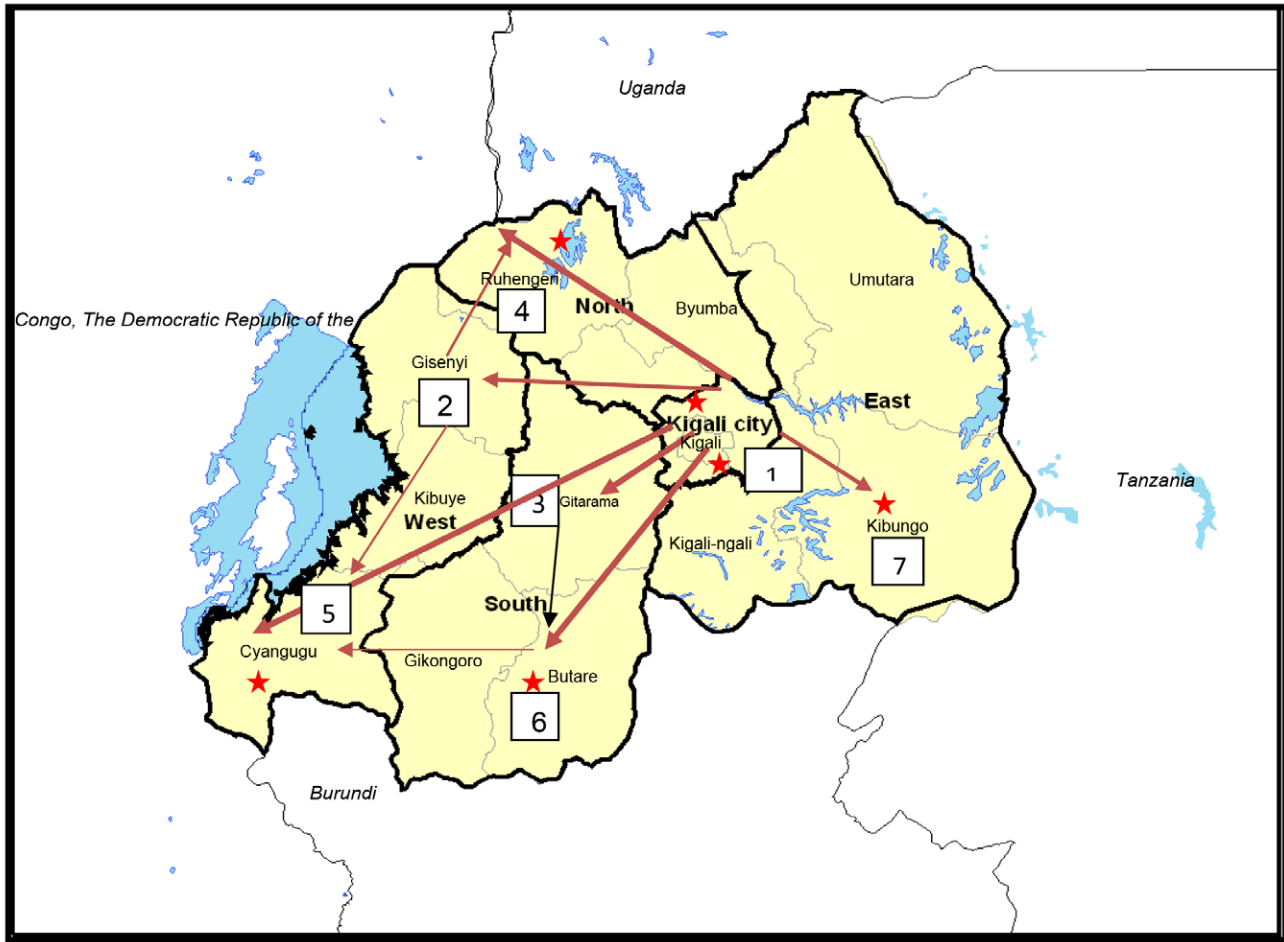 Uganda
Umutara
Ruhengeri
4
North
Byumba
Congo, The Democratic Republic of the
Gisenyi
2
East
Kigali city
Kigali
1
Tanzania
Kibuye
West
3
Gitarama
Kibungo
7
Kigali-ngali
5
South
Cyangugu
Gikongoro
Butare
6
Burundi